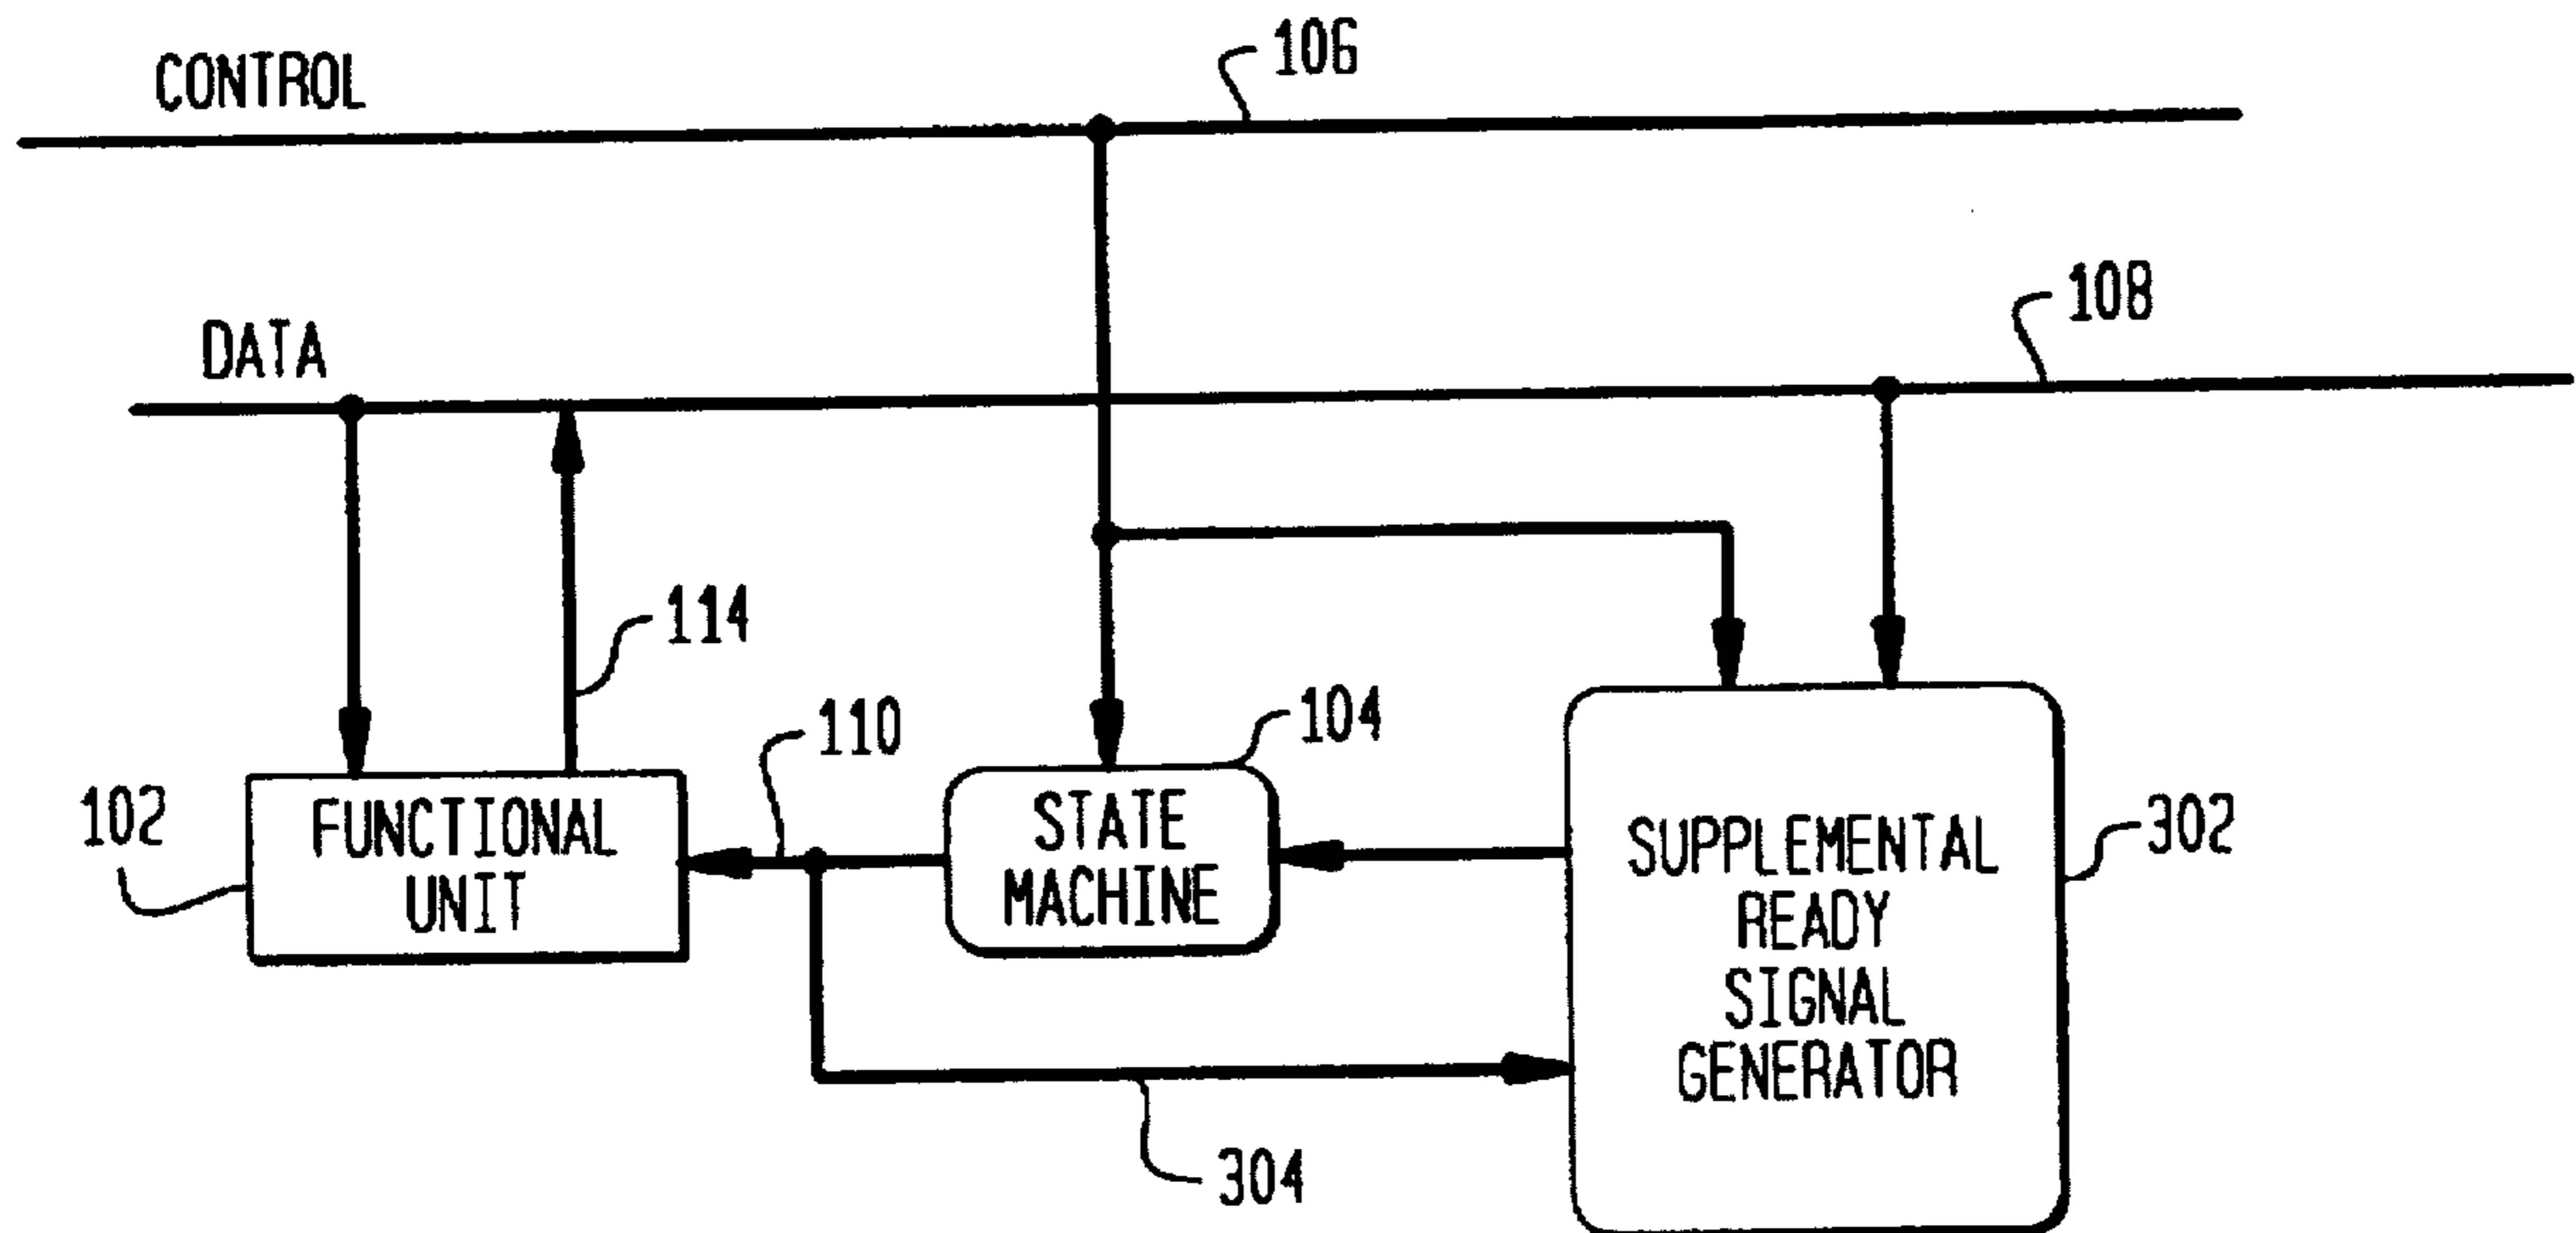 CONTROL
106
DATA
108
114
110
104
102
FUNCTIONAL
UNIT
STATE
MACHINE
SUPPLEMENTAL
READY
SIGNAL
GENERATOR
302
304